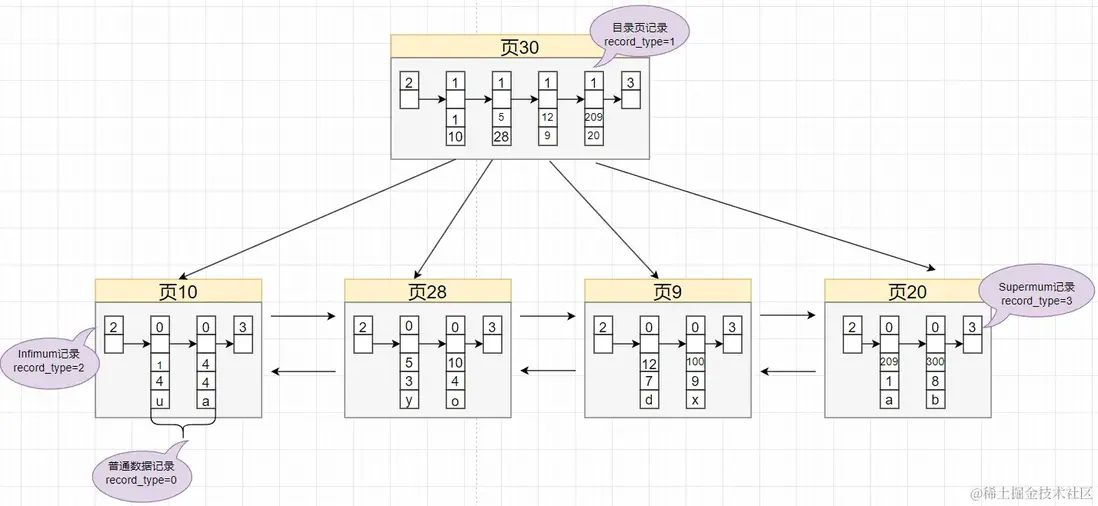 目录页记录
record_type=1
页30
2 1 1 1 1 3
1 5 12 209
10 28 9 20
页10
页28
页9
页20
Supermum记录
record_type=3
Infimum记录
record_type=2
2 0 0 3
1 4
4 4
u a
2 0 0 3
5 10
3 4
y o
2 0 0 3
12 100
7 9
d x
2 0 0 3
209 300
1 8
a b
普通数据记录
record_type=0
@稀土掘金技术社区